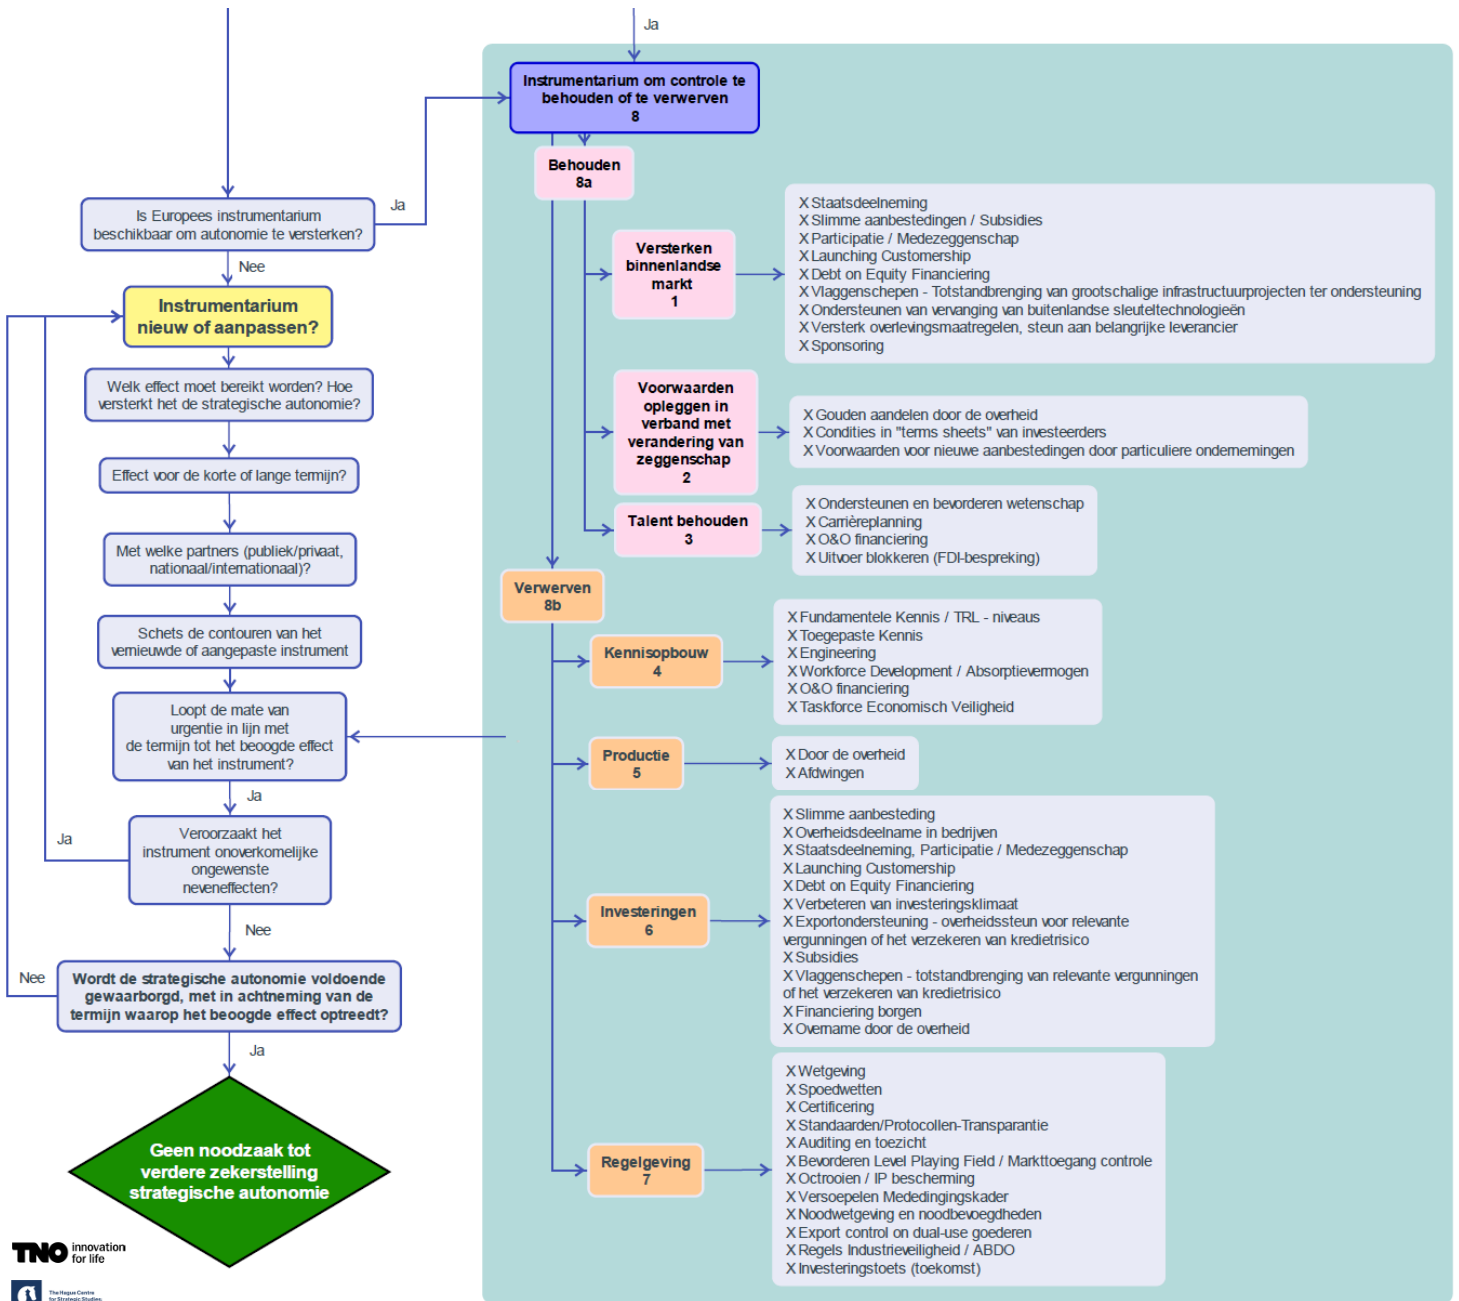 Ja
Instrumentarium om controle te
behouden of te verwerven
8
Behouden
8a
Ja
Is Europees instrumentarium
beschikbaar om autonomie te versterken?
Nee
Instrumentarium
nieuw of aanpassen?
Welk effect moet bereikt worden? Hoe
versterkt het de strategische autonomie?
Effect voor de korte of lange termijn?
Met welke partners (publiek/privaat,
nationaal/internationaal)?
Schets de contouren van het
vernieuwde of aangepaste instrument
Loopt de mate van
urgentie in lijn met
de termijn tot het beoogde effect
van het instrument?
Ja
Veroorzaakt het
instrument onoverkomelijke
ongewenste
neveneffecten?
Ja
Nee
Wordt de strategische autonomie voldoende
gewaarborgd, met in achtneming van de
termijn waarop het beoogde effect optreedt?
Nee
Ja
Geen noodzaak tot
verdere zekerstelling
strategische autonomie
Versterken
binnenlandse
markt
1
X Staatsdeelneming
X Slimme aanbestedingen / Subsidies
X Participatie / Medezeggenschap
X Launching Customership
X Debt on Equity Financiering
X Vlaggenschepen - Totstandbrenging van grootschalige infrastructuurprojecten ter ondersteuning
X Ondersteunen van vervanging van buitenlandse sleuteltechnologieën
X Versterk overlevingsmaatregelen, steun aan belangrijke leverancier
X Sponsoring
Voorwaarden
opleggen in
verband met
verandering van
zeggenschap
2
X Gouden aandelen door de overheid
X Condities in "terms sheets" van investeerders
X Voorwaarden voor nieuwe aanbestedingen door particuliere ondernemingen
Talent behouden
3
X Ondersteunen en bevorderen wetenschap
X Carrièreplanning
X O&O financiering
X Uitvoer blokkeren (FDI-bespreking)
Verwerven
8b
Kennisopbouw
4
X Fundamentele Kennis / TRL - niveaus
X Toegepaste Kennis
X Engineering
X Workforce Development / Absorptievermogen
X O&O financiering
X Taskforce Economisch Veiligheid
Productie
5
X Door de overheid
X Afdwingen
Investeringen
6
X Slimme aanbesteding
X Overheidsdeelname in bedrijven
X Staatsdeelneming, Participatie / Medezeggenschap
X Launching Customership
X Debt on Equity Financiering
X Verbeteren van investeringsklimaat
X Exportondersteuning - overheidssteun voor relevante
vergunningen of het verzekeren van kredietrisico
X Subsidies
X Vlaggenschepen - totstandbrenging van relevante vergunningen
of het verzekeren van kredietrisico
X Financiering borgen
X Overname door de overheid
Regelgeving
7
X Wetgeving
X Spoedwetten
X Certificering
X Standaarden/Protocollen-Transparantie
X Auditing en toezicht
X Bevorderen Level Playing Field / Markttoegang controle
X Octrooien / IP bescherming
X Versoepelen Mededingingskader
X Noodwetgeving en noodbevoegdheden
X Export control on dual-use goederen
X Regels Industrieveiligheid / ABDO
X Investeringstoets (toekomst)
TNO innovation
for life
The Hague Centre
for Strategic Studies